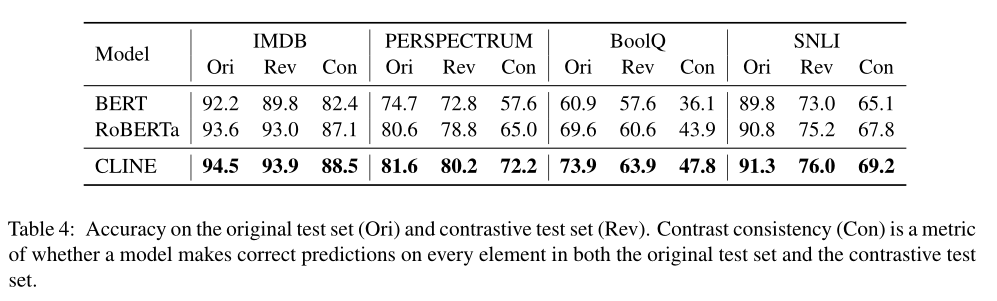 Model IMDB PERSPECTRUM BoolQ SNLI
Ori Rev Con Ori Rev Con Ori Rev Con Ori Rev Con
BERT 92.2 89.8 82.4 74.7 72.8 57.6 60.9 57.6 36.1 89.8 73.0 65.1
RoBERTa 93.6 93.0 87.1 80.6 78.8 65.0 69.6 60.6 43.9 90.8 75.2 67.8
CLINE 94.5 93.9 88.5 81.6 80.2 72.2 73.9 63.9 47.8 91.3 76.0 69.2
Table 4: Accuracy on the original test set (Ori) and contrastive test set (Rev). Contrast consistency (Con) is a metric
of whether a model makes correct predictions on every element in both the original test set and the contrastive test
set.